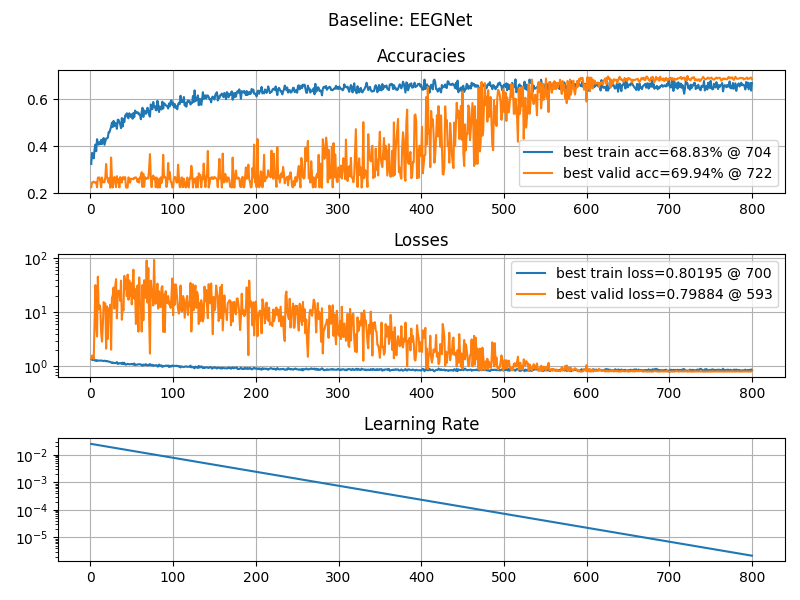 Baseline: EEGNet
Accuracies
0.6
0.4
0.2
best train acc=68.83% @ 704
best valid acc=69.94% @ 722
0 100 200 300 400 500 600 700 800
Losses
10²
10¹
10⁰
best train loss=0.80195 @ 700
best valid loss=0.79884 @ 593
0 100 200 300 400 500 600 700 800
Learning Rate
10⁻²
10⁻³
10⁻⁴
10⁻⁵
0 100 200 300 400 500 600 700 800